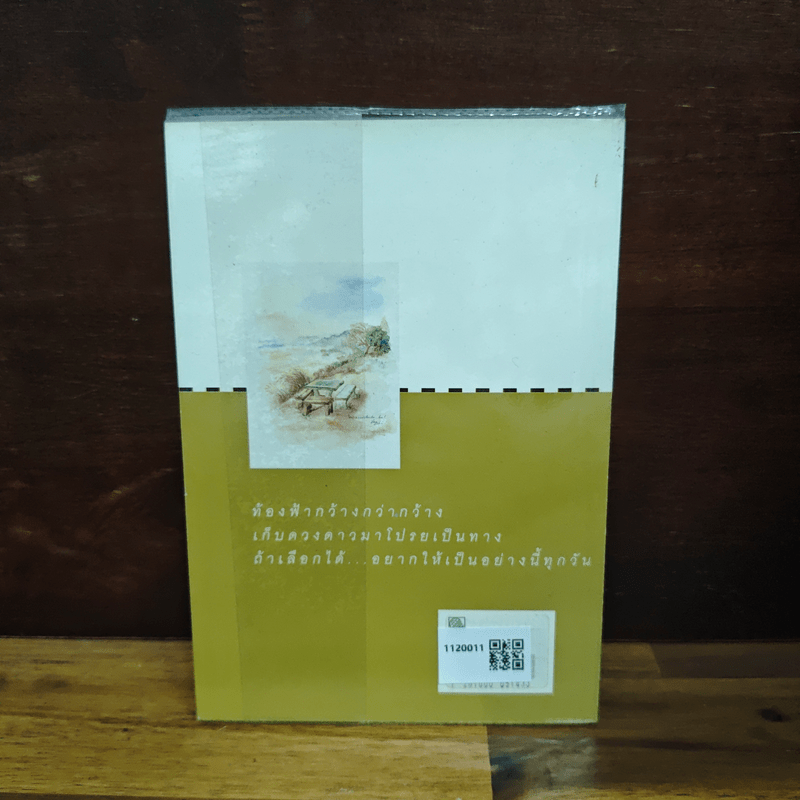 ท้องฟ้ากว้างกว่ากว้าง
เก็บดวงดาวมาโปรยเป็นทาง
ถ้าเลือกได้...อยากให้เป็นอย่างนี้ทุกวัน
1120011